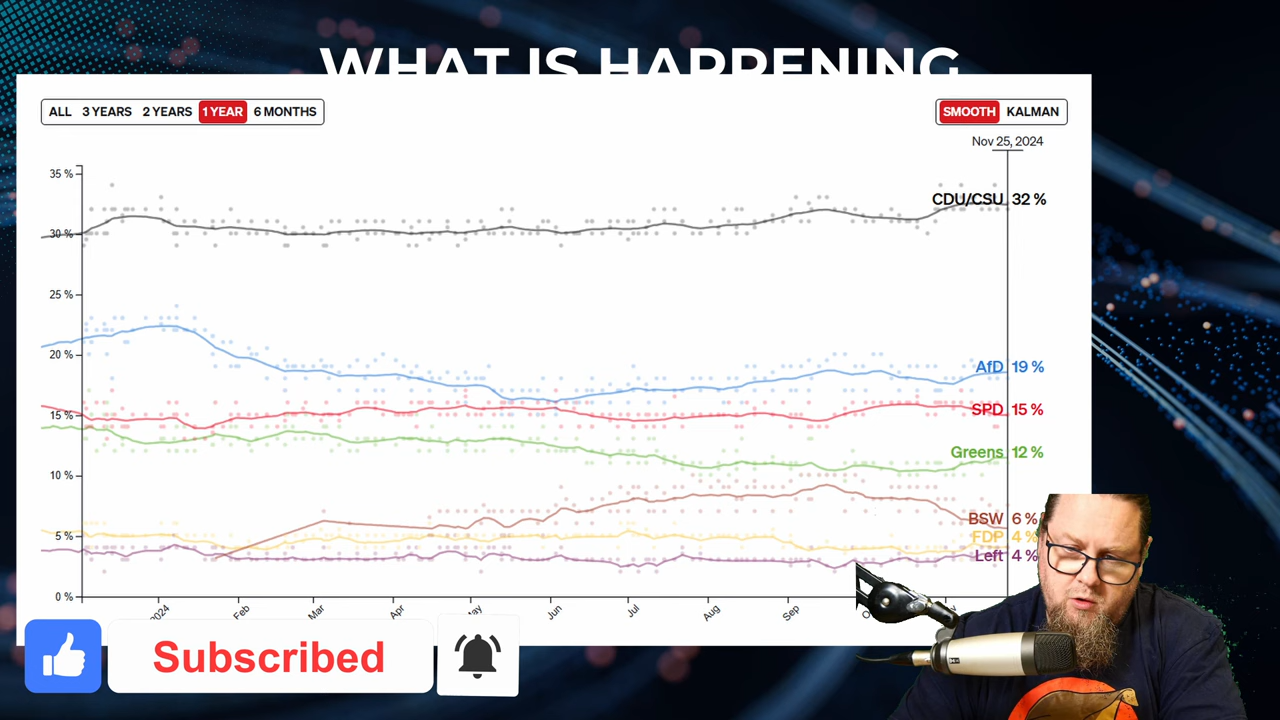 WHAT IS HAPPENING
ALL 3 YEARS 2 YEARS 1 YEAR 6 MONTHS
SMOOTH KALMAN
Nov 25, 2024
35 %
CDU/CSU 32 %
30 %
25 %
20 %
AfD 19 %
15 %
SPD 15 %
Greens 12 %
10 %
BSW 6 %
5 %
FDP 4 %
Left 4 %
0 %
2024 Feb Mar Apr May Jun Jul Aug Sep
Subscribed